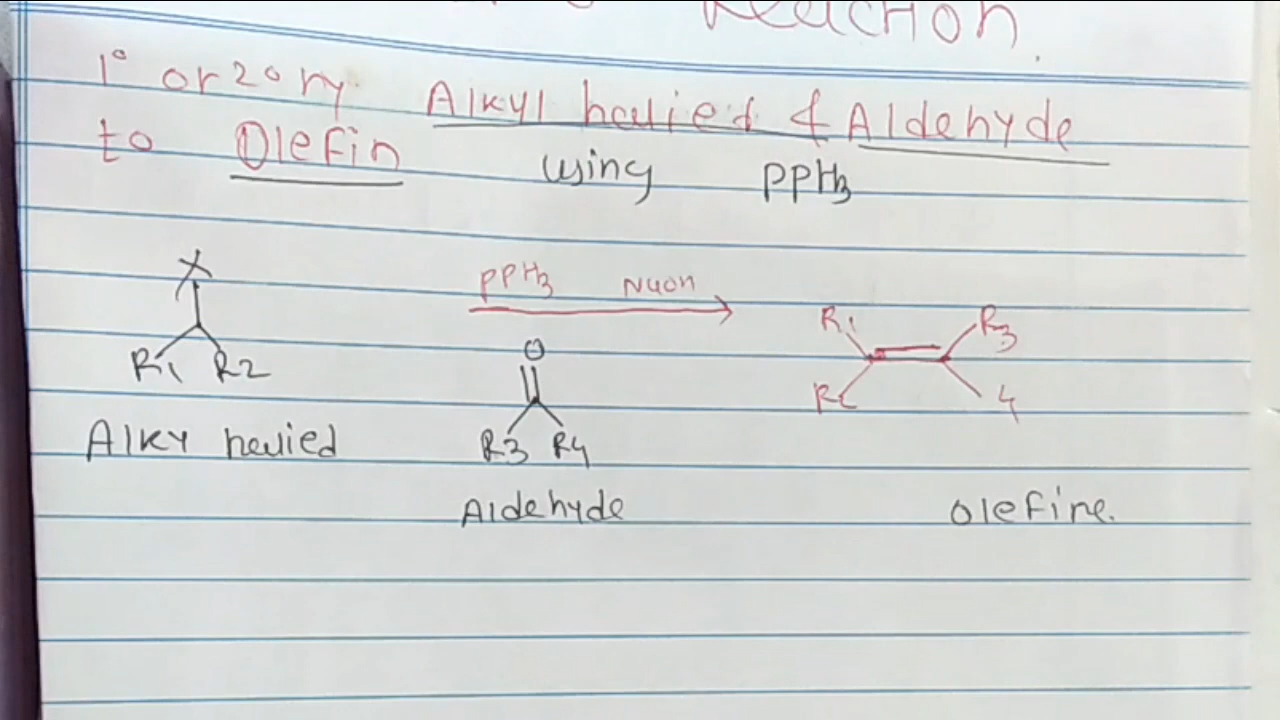 Reaction.
1° or 2° ry Alkyl halied & Aldehyde
to Olefin using PPH3
X
PPH3 NaOH
R1 R2
O
R1 R3
R2 4
Alky halied
R3 R4
Aldehyde
Olefine.